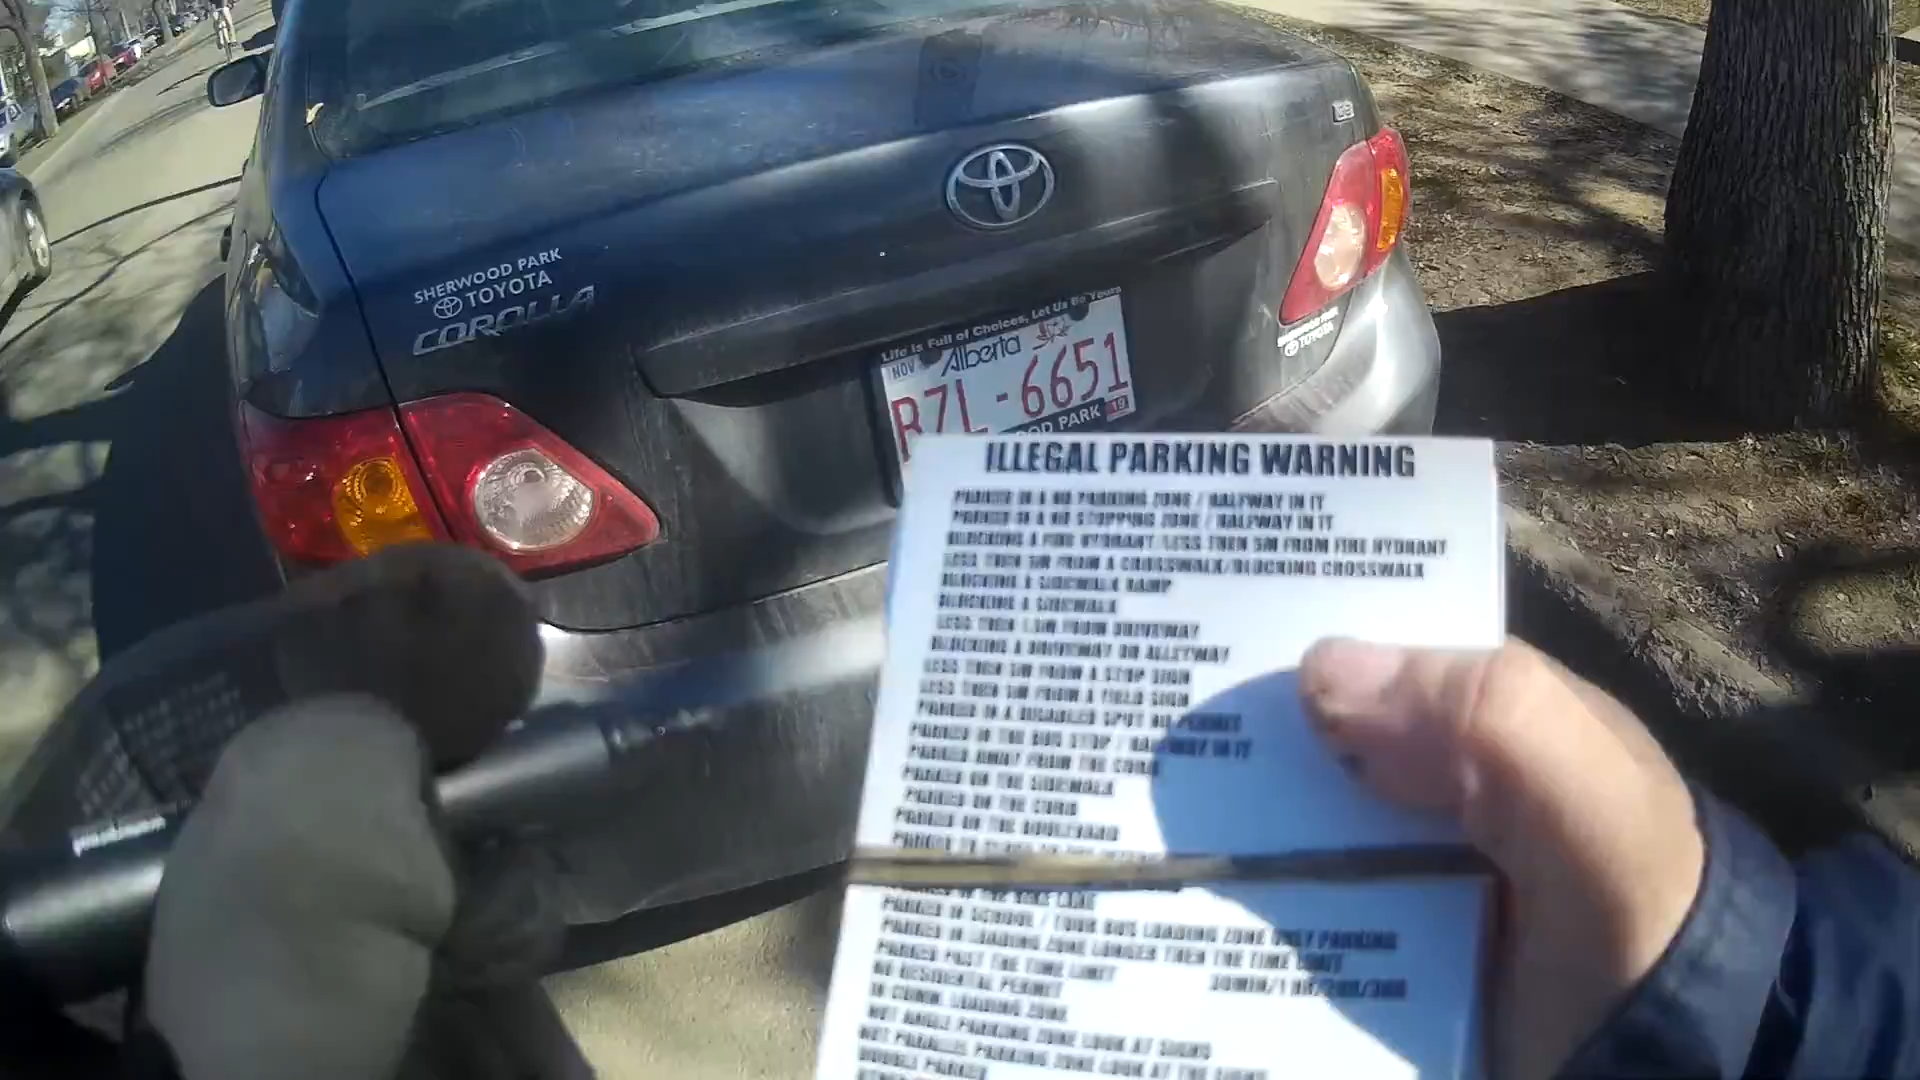 SHERWOOD PARK
TOYOTA
COROLLA
Life is Full of Choices, Let Us Be Yours
NOV Alberta
BZL-6651
OOD PARK 19
TOYOTA
ILLEGAL PARKING WARNING
PARKED IN A NO PARKING ZONE / HALFWAY IN IT
PARKED IN A NO STOPPING ZONE / HALFWAY IN IT
BLOCKING A FIRE HYDRANT/LESS THEN 5M FROM FIRE HYDRANT
LESS THEN 5M FROM A CROSSWALK/BLOCKING CROSSWALK
BLOCKING A SIDEWALK RAMP
BLOCKING A SIDEWALK
LESS THEN 1.5M FROM DRIVEWAY
BLOCKING A DRIVEWAY OR ALLEYWAY
LESS THEN 5M FROM A STOP SIGN
LESS THEN 5M FROM A YIELD SIGN
PARKED IN A DISABLED SPOT NO PERMIT
PARKED IN THE BUS STOP / HALFWAY IN IT
PARKED AWAY FROM THE CURB
PARKED ON THE SIDEWALK
PARKED ON THE CURB
PARKED ON THE BOULEVARD
PARKED IN SCHOOL / TOUR BUS LOADING ZONE ONLY PARKING
PARKED IN LOADING ZONE LONGER THEN THE TIME LIMIT
PARKED PAST THE TIME LIMIT 30MIN/1HR/2HR/3HR
NO RESIDENTIAL PERMIT
IN COMM. LOADING ZONE
NOT ANGLE PARKING ZONE LOOK AT SIGNS
NOT PARALLEL PARKING ZONE LOOK AT THE SIGNS
DOUBLE PARKED